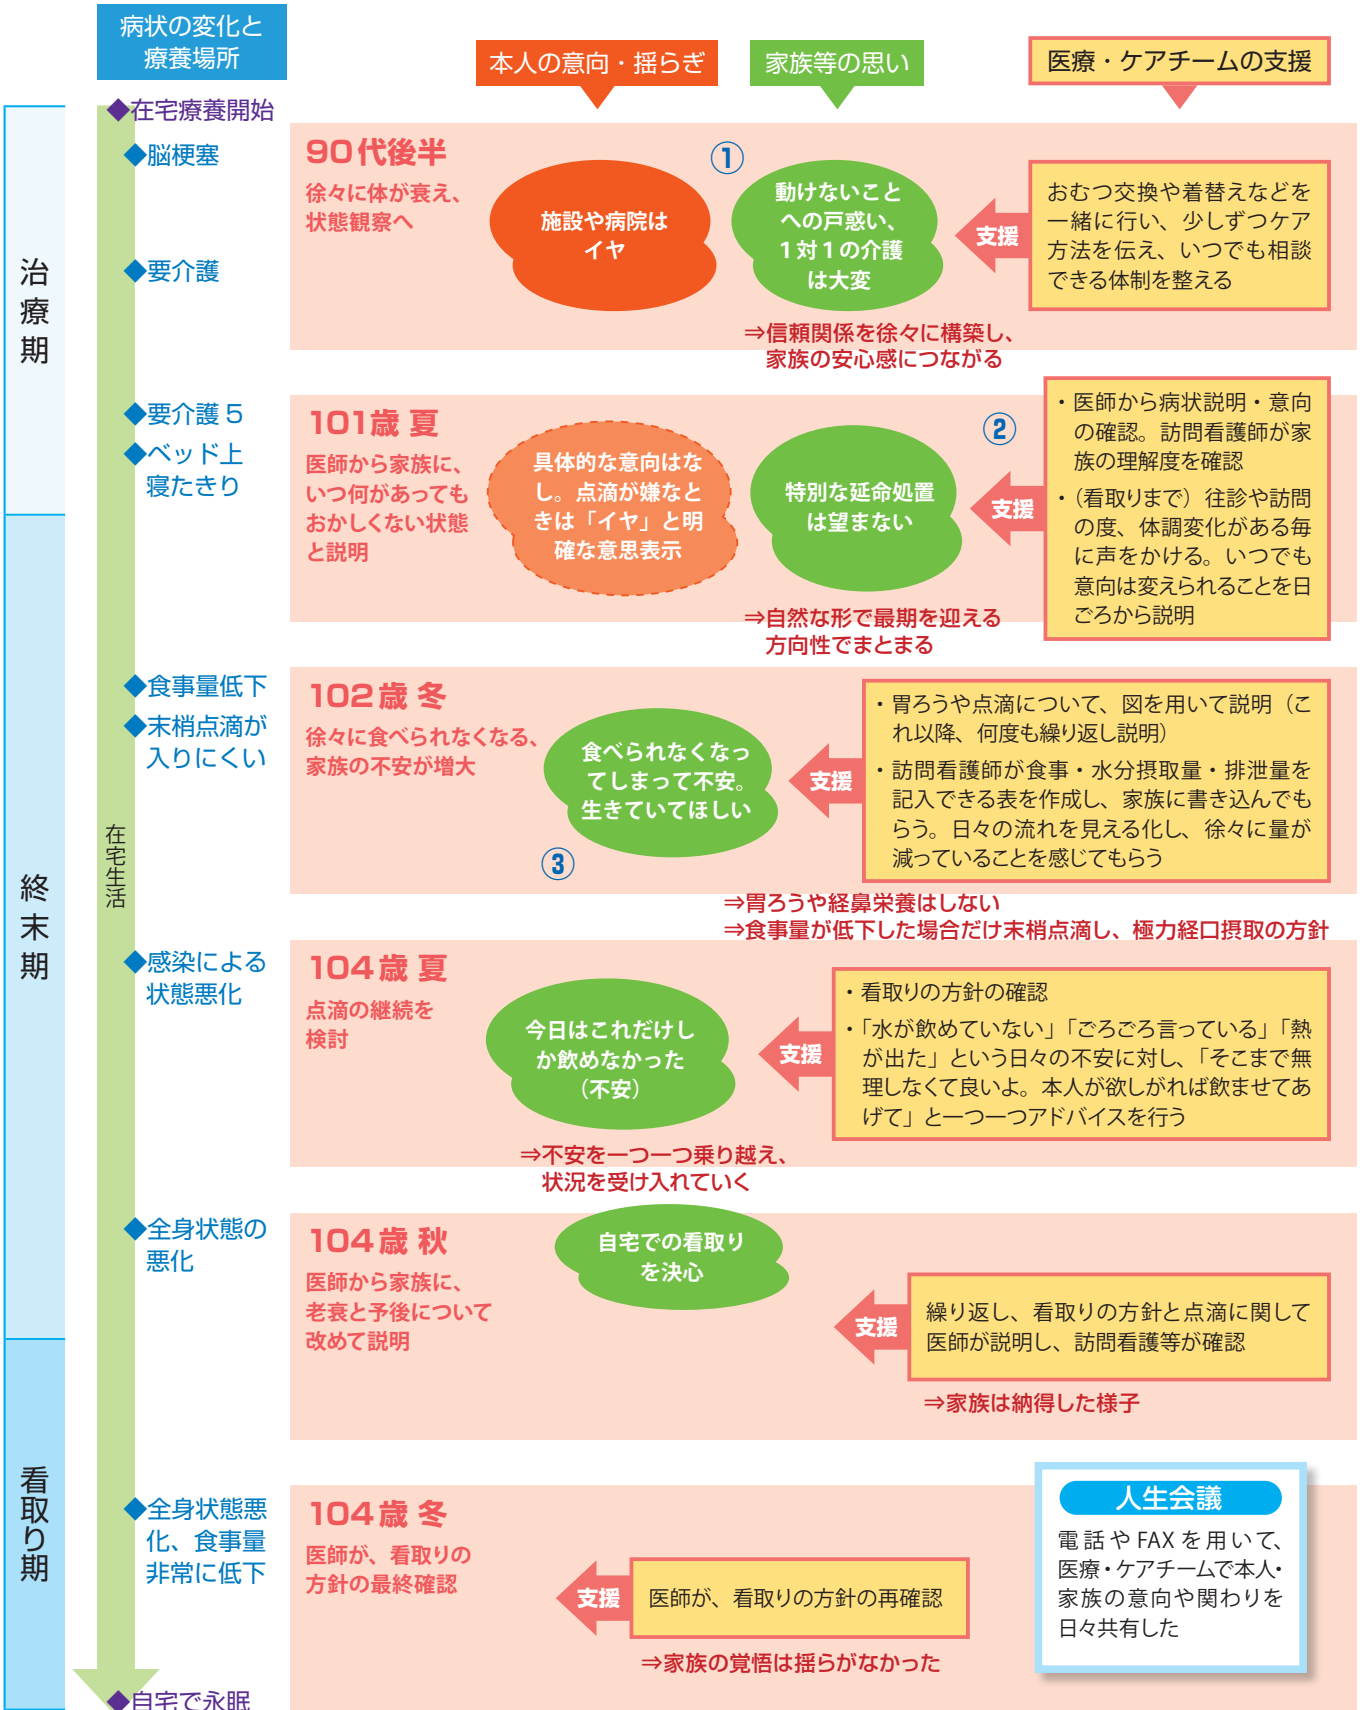 病状の変化と
療養場所
本人の意向・揺らぎ
家族等の思い
医療・ケアチームの支援
治療期
終末期
看取り期
在宅生活
◆在宅療養開始
◆脳梗塞
◆要介護
90代後半
徐々に体が衰え、
状態観察へ
施設や病院は
イヤ
①
動けないこと
への戸惑い、
1対1の介護
は大変
支援
おむつ交換や着替えなどを
一緒に行い、少しずつケア
方法を伝え、いつでも相談
できる体制を整える
⇒信頼関係を徐々に構築し、
家族の安心感につながる
◆要介護5
◆ベッド上
寝たきり
101歳 夏
医師から家族に、
いつ何があっても
おかしくない状態
と説明
具体的な意向はな
し。点滴が嫌なと
きは「イヤ」と明
確な意思表示
特別な延命処置
は望まない
②
支援
・医師から病状説明・意向
の確認。訪問看護師が家
族の理解度を確認
・(看取りまで)往診や訪問
の度、体調変化がある毎
に声をかける。いつでも
意向は変えられることを日
ごろから説明
⇒自然な形で最期を迎える
方向性でまとまる
◆食事量低下
◆末梢点滴が
入りにくい
102歳 冬
徐々に食べられなくなる、
家族の不安が増大
食べられなくなっ
てしまって不安。
生きていてほしい
③
支援
・胃ろうや点滴について、図を用いて説明(こ
れ以降、何度も繰り返し説明)
・訪問看護師が食事・水分摂取量・排泄量を
記入できる表を作成し、家族に書き込んでも
らう。日々の流れを見える化し、徐々に量が
減っていることを感じてもらう
⇒胃ろうや経鼻栄養はしない
⇒食事量が低下した場合だけ末梢点滴し、極力経口摂取の方針
◆感染による
状態悪化
104歳 夏
点滴の継続を
検討
今日はこれだけし
か飲めなかった
(不安)
支援
・看取りの方針の確認
・「水が飲めていない」「ごろごろ言っている」「熱
が出た」という日々の不安に対し、「そこまで無
理しなくて良いよ。本人が欲しがれば飲ませてあ
げて」と一つ一つアドバイスを行う
⇒不安を一つ一つ乗り越え、
状況を受け入れていく
◆全身状態の
悪化
104歳 秋
医師から家族に、
老衰と予後について
改めて説明
自宅での看取り
を決心
支援
繰り返し、看取りの方針と点滴に関して
医師が説明し、訪問看護等が確認
⇒家族は納得した様子
◆全身状態悪
化、食事量
非常に低下
104歳 冬
医師が、看取りの
方針の最終確認
支援
医師が、看取りの方針の再確認
⇒家族の覚悟は揺らがなかった
人生会議
電話やFAXを用いて、
医療・ケアチームで本人・
家族の意向や関わりを
日々共有した
◆自宅で永眠